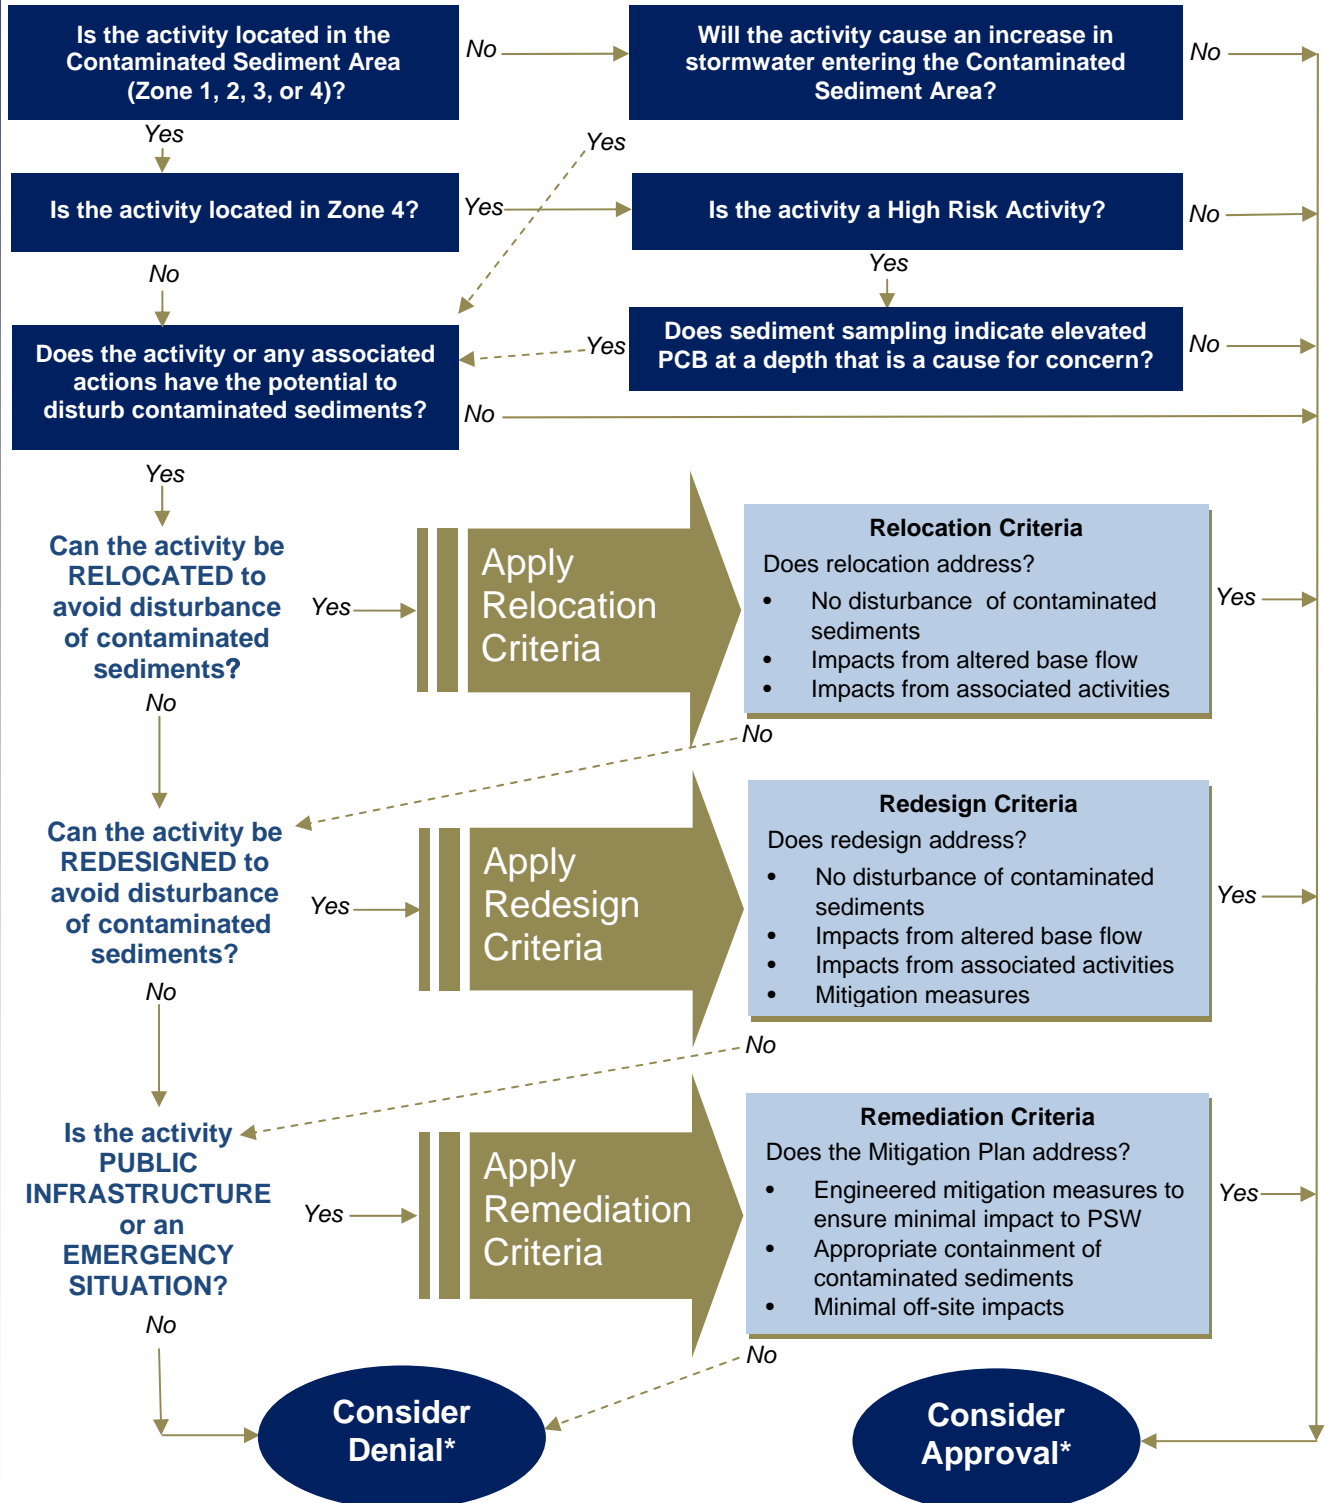 Is the activity located in the
Contaminated Sediment Area
(Zone 1, 2, 3, or 4)?
No
Will the activity cause an increase in
stormwater entering the Contaminated
Sediment Area?
No
Yes
Yes
Is the activity located in Zone 4?
Yes
Is the activity a High Risk Activity?
No
No
Yes
Does the activity or any associated
actions have the potential to
disturb contaminated sediments?
Yes
Does sediment sampling indicate elevated
PCB at a depth that is a cause for concern?
No
No
Yes
Can the activity be
RELOCATED to
avoid disturbance
of contaminated
sediments?
Yes
Apply
Relocation
Criteria
Relocation Criteria
Does relocation address?
• No disturbance of contaminated
sediments
• Impacts from altered base flow
• Impacts from associated activities
Yes
No
No
Can the activity be
REDESIGNED to
avoid disturbance
of contaminated
sediments?
Yes
Apply
Redesign
Criteria
Redesign Criteria
Does redesign address?
• No disturbance of contaminated
sediments
• Impacts from altered base flow
• Impacts from associated activities
• Mitigation measures
Yes
No
No
Is the activity
PUBLIC
INFRASTRUCTURE
or an
EMERGENCY
SITUATION?
Yes
Apply
Remediation
Criteria
Remediation Criteria
Does the Mitigation Plan address?
• Engineered mitigation measures to
ensure minimal impact to PSW
• Appropriate containment of
contaminated sediments
• Minimal off-site impacts
Yes
No
No
Consider
Denial*
Consider
Approval*